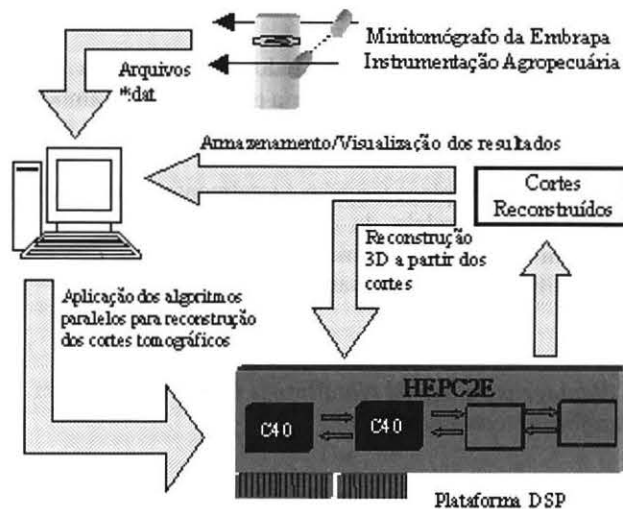 Minitomógrafo da Embrapa
Instrumentação Agropecuária
Arquivos
*.dat
Armazenamento/Visualização dos resultados
Cortes
Reconstruídos
Reconstrução
3D a partir dos
cortes
Aplicação dos algoritmos
paralelos para reconstrução
dos cortes tomográficos
HEPC2E
C40
C40
Plataforma DSP